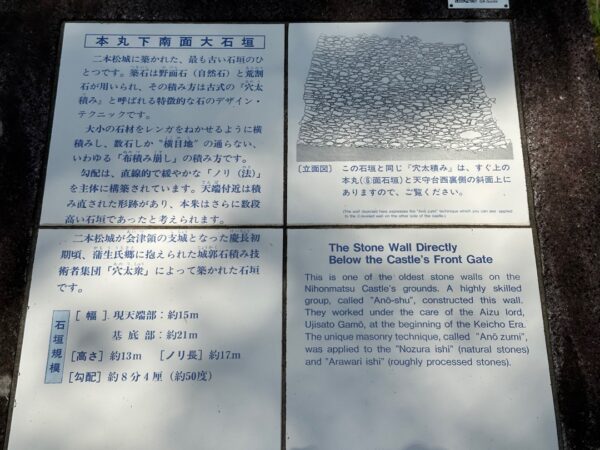 本丸下南面大石垣
二本松城に築かれた、最も古い石垣のひ
とつです。築石は野面石(自然石)と荒割
石が用いられ、その積み方は古式の『穴太
積み』と呼ばれる特徴的な石のデザイン・
テクニックです。
大小の石材をレンガをねかせるように横
積みし、数石しか"横目地"の通らない、
いわゆる「布積み崩し」の積み方です。
勾配は、直線的で緩やかな「ノリ(法)」
を主体に構築されています。天端付近は積
み直された形跡があり、本来はさらに数段
高い石垣であったと考えられます。
二本松城が会津領の支城となった慶長初
期頃、蒲生氏郷に抱えられた城郭石積み技
術者集団「穴太衆」によって築かれた石垣
です。
石垣規模
[幅] 現天端部:約15m
基底部:約21m
[高さ]約13m [ノリ長]約17m
[勾配]約8分4厘(約50度)
[立面図] この石垣と同じ『穴太積み』は、すぐ上の
本丸(⑥面石垣)と天守台西裏側の斜面上に
ありますので、ご覧ください。
The Stone Wall Directly
Below the Castle's Front Gate
This is one of the oldest stone walls on the
Nihonmatsu Castle's grounds. A highly skilled
group, called "Anō-shu", constructed this wall.
They worked under the care of the Aizu lord,
Ujisato Gamō, at the beginning of the Keicho Era.
The unique masonry technique, called "Anō zumi",
was applied to the "Nozura ishi" (natural stones)
and "Arawari ishi" (roughly processed stones).